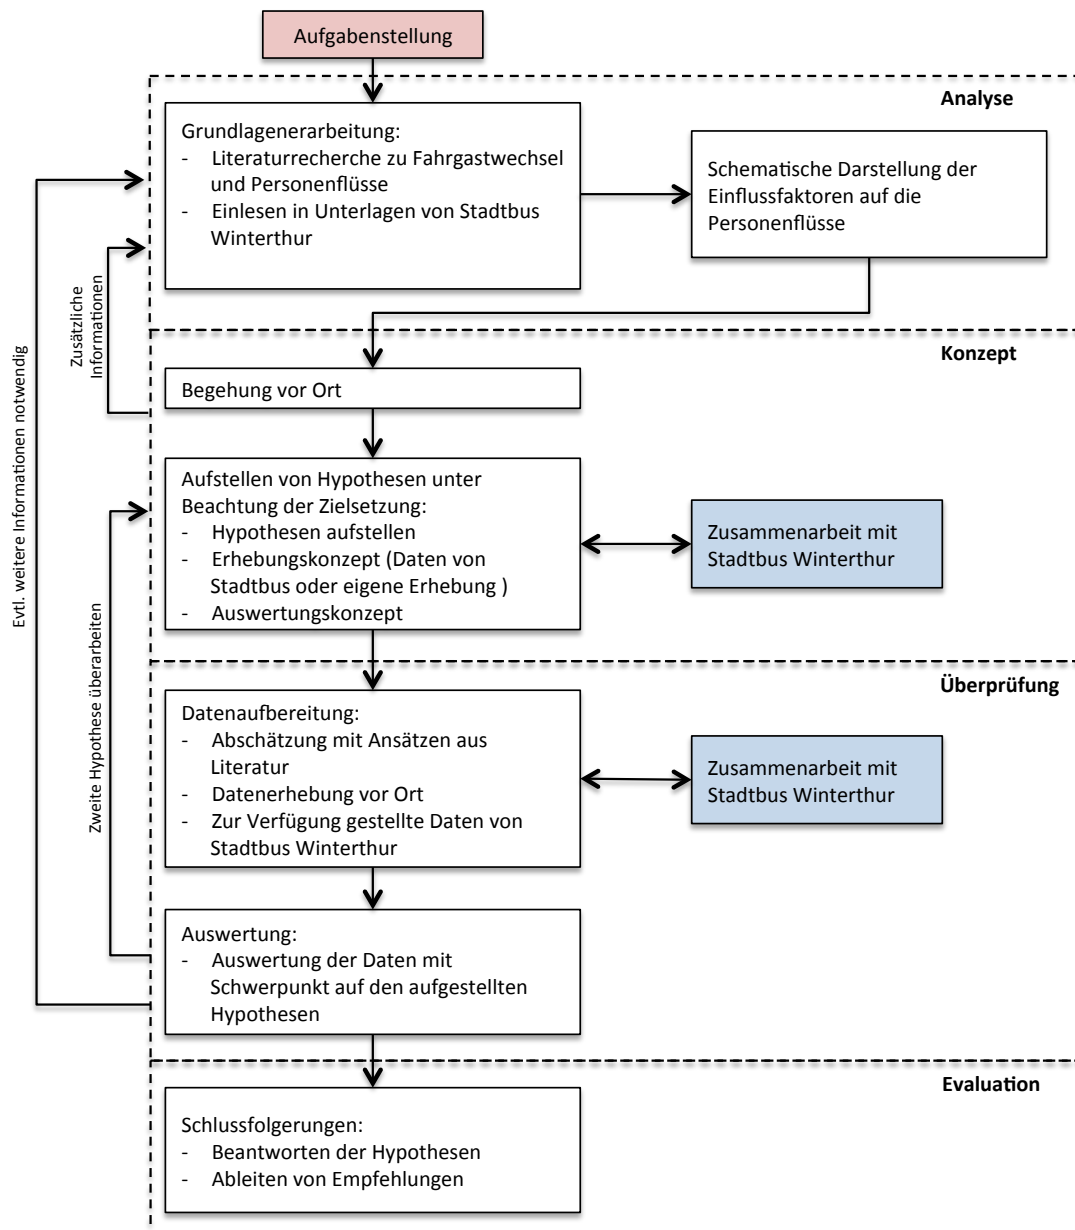 Aufgabenstellung
Analyse
Grundlagenerarbeitung:
- Literaturrecherche zu Fahrgastwechsel
und Personenflüsse
- Einlesen in Unterlagen von Stadtbus
Winterthur
Schematische Darstellung der
Einflussfaktoren auf die
Personenflüsse
Zusätzliche
Informationen
Evtl. weitere Informationen notwendig
Konzept
Begehung vor Ort
Aufstellen von Hypothesen unter
Beachtung der Zielsetzung:
- Hypothesen aufstellen
- Erhebungskonzept (Daten von
Stadtbus oder eigene Erhebung )
- Auswertungskonzept
Zusammenarbeit mit
Stadtbus Winterthur
Zweite Hypothese überarbeiten
Überprüfung
Datenaufbereitung:
- Abschätzung mit Ansätzen aus
Literatur
- Datenerhebung vor Ort
- Zur Verfügung gestellte Daten von
Stadtbus Winterthur
Zusammenarbeit mit
Stadtbus Winterthur
Auswertung:
- Auswertung der Daten mit
Schwerpunkt auf den aufgestellten
Hypothesen
Evaluation
Schlussfolgerungen:
- Beantworten der Hypothesen
- Ableiten von Empfehlungen